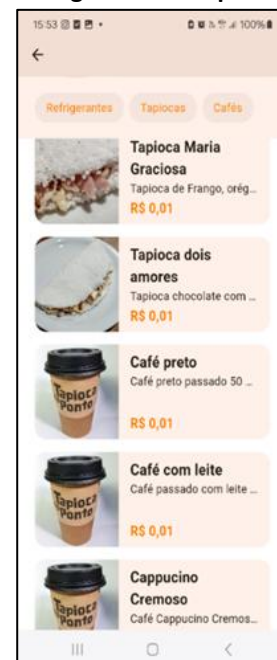 15:53
100%
Refrigerantes Tapiocas Cafés
Tapioca Maria
Graciosa
Tapioca de Frango, orég...
R$ 0,01
Tapioca dois
amores
Tapioca chocolate com ...
R$ 0,01
Café preto
Café preto passado 50 ...
R$ 0,01
Tapioca
Ponto
Café com leite
Café passado com leite ...
R$ 0,01
Tapioca
Ponto
Cappucino
Cremoso
Café Cappucino Cremos...
Tapioca
Ponto